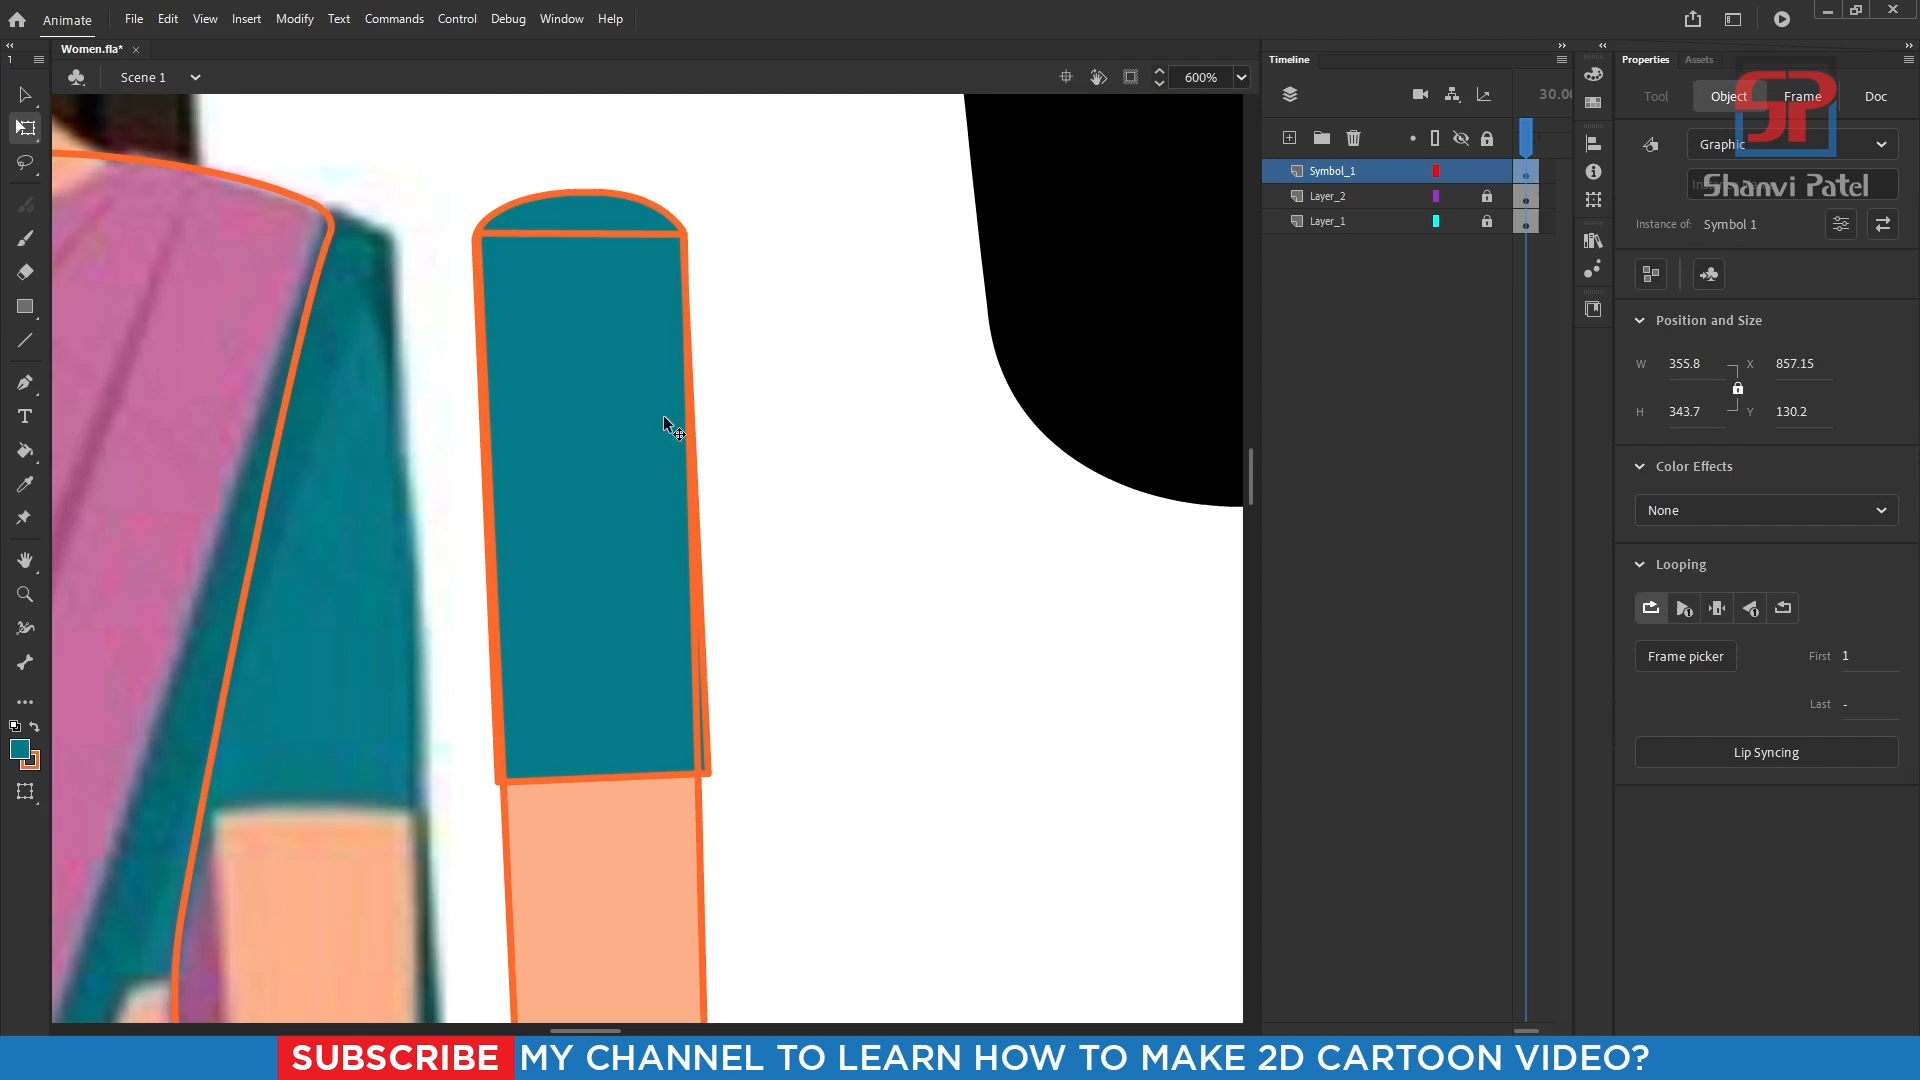 Animate File Edit View Insert Modify Text Commands Control Debug Window Help
Women.fla*
Timeline
Properties Assets
Scene 1
600%
30.00
Tool Object Frame Doc
Graphic
Symbol_1
Layer_2
Layer_1
Shanvi Patel
Instance of: Symbol 1
Position and Size
W 355.8 X 857.15
H 343.7 Y 130.2
Color Effects
None
Looping
Frame picker First 1
Last -
Lip Syncing
SUBSCRIBE MY CHANNEL TO LEARN HOW TO MAKE 2D CARTOON VIDEO?